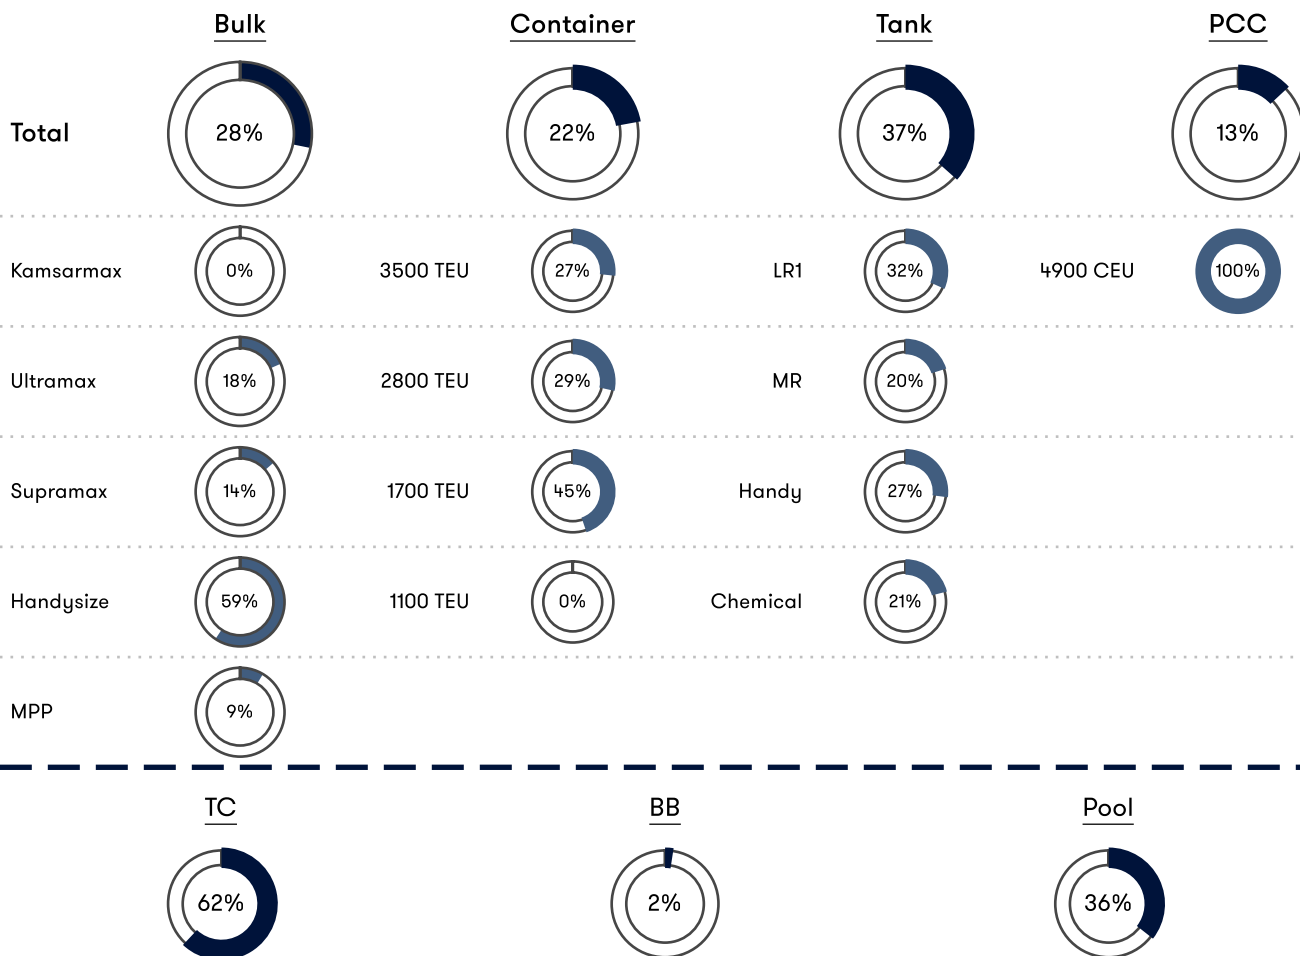 Bulk Container Tank PCC
Total 28% 22% 37% 13%
Kamsarmax 0% 3500 TEU 27% LR1 32% 4900 CEU 100%
Ultramax 18% 2800 TEU 29% MR 20%
Supramax 14% 1700 TEU 45% Handy 27%
Handysize 59% 1100 TEU 0% Chemical 21%
MPP 9%
TC BB Pool
62% 2% 36%